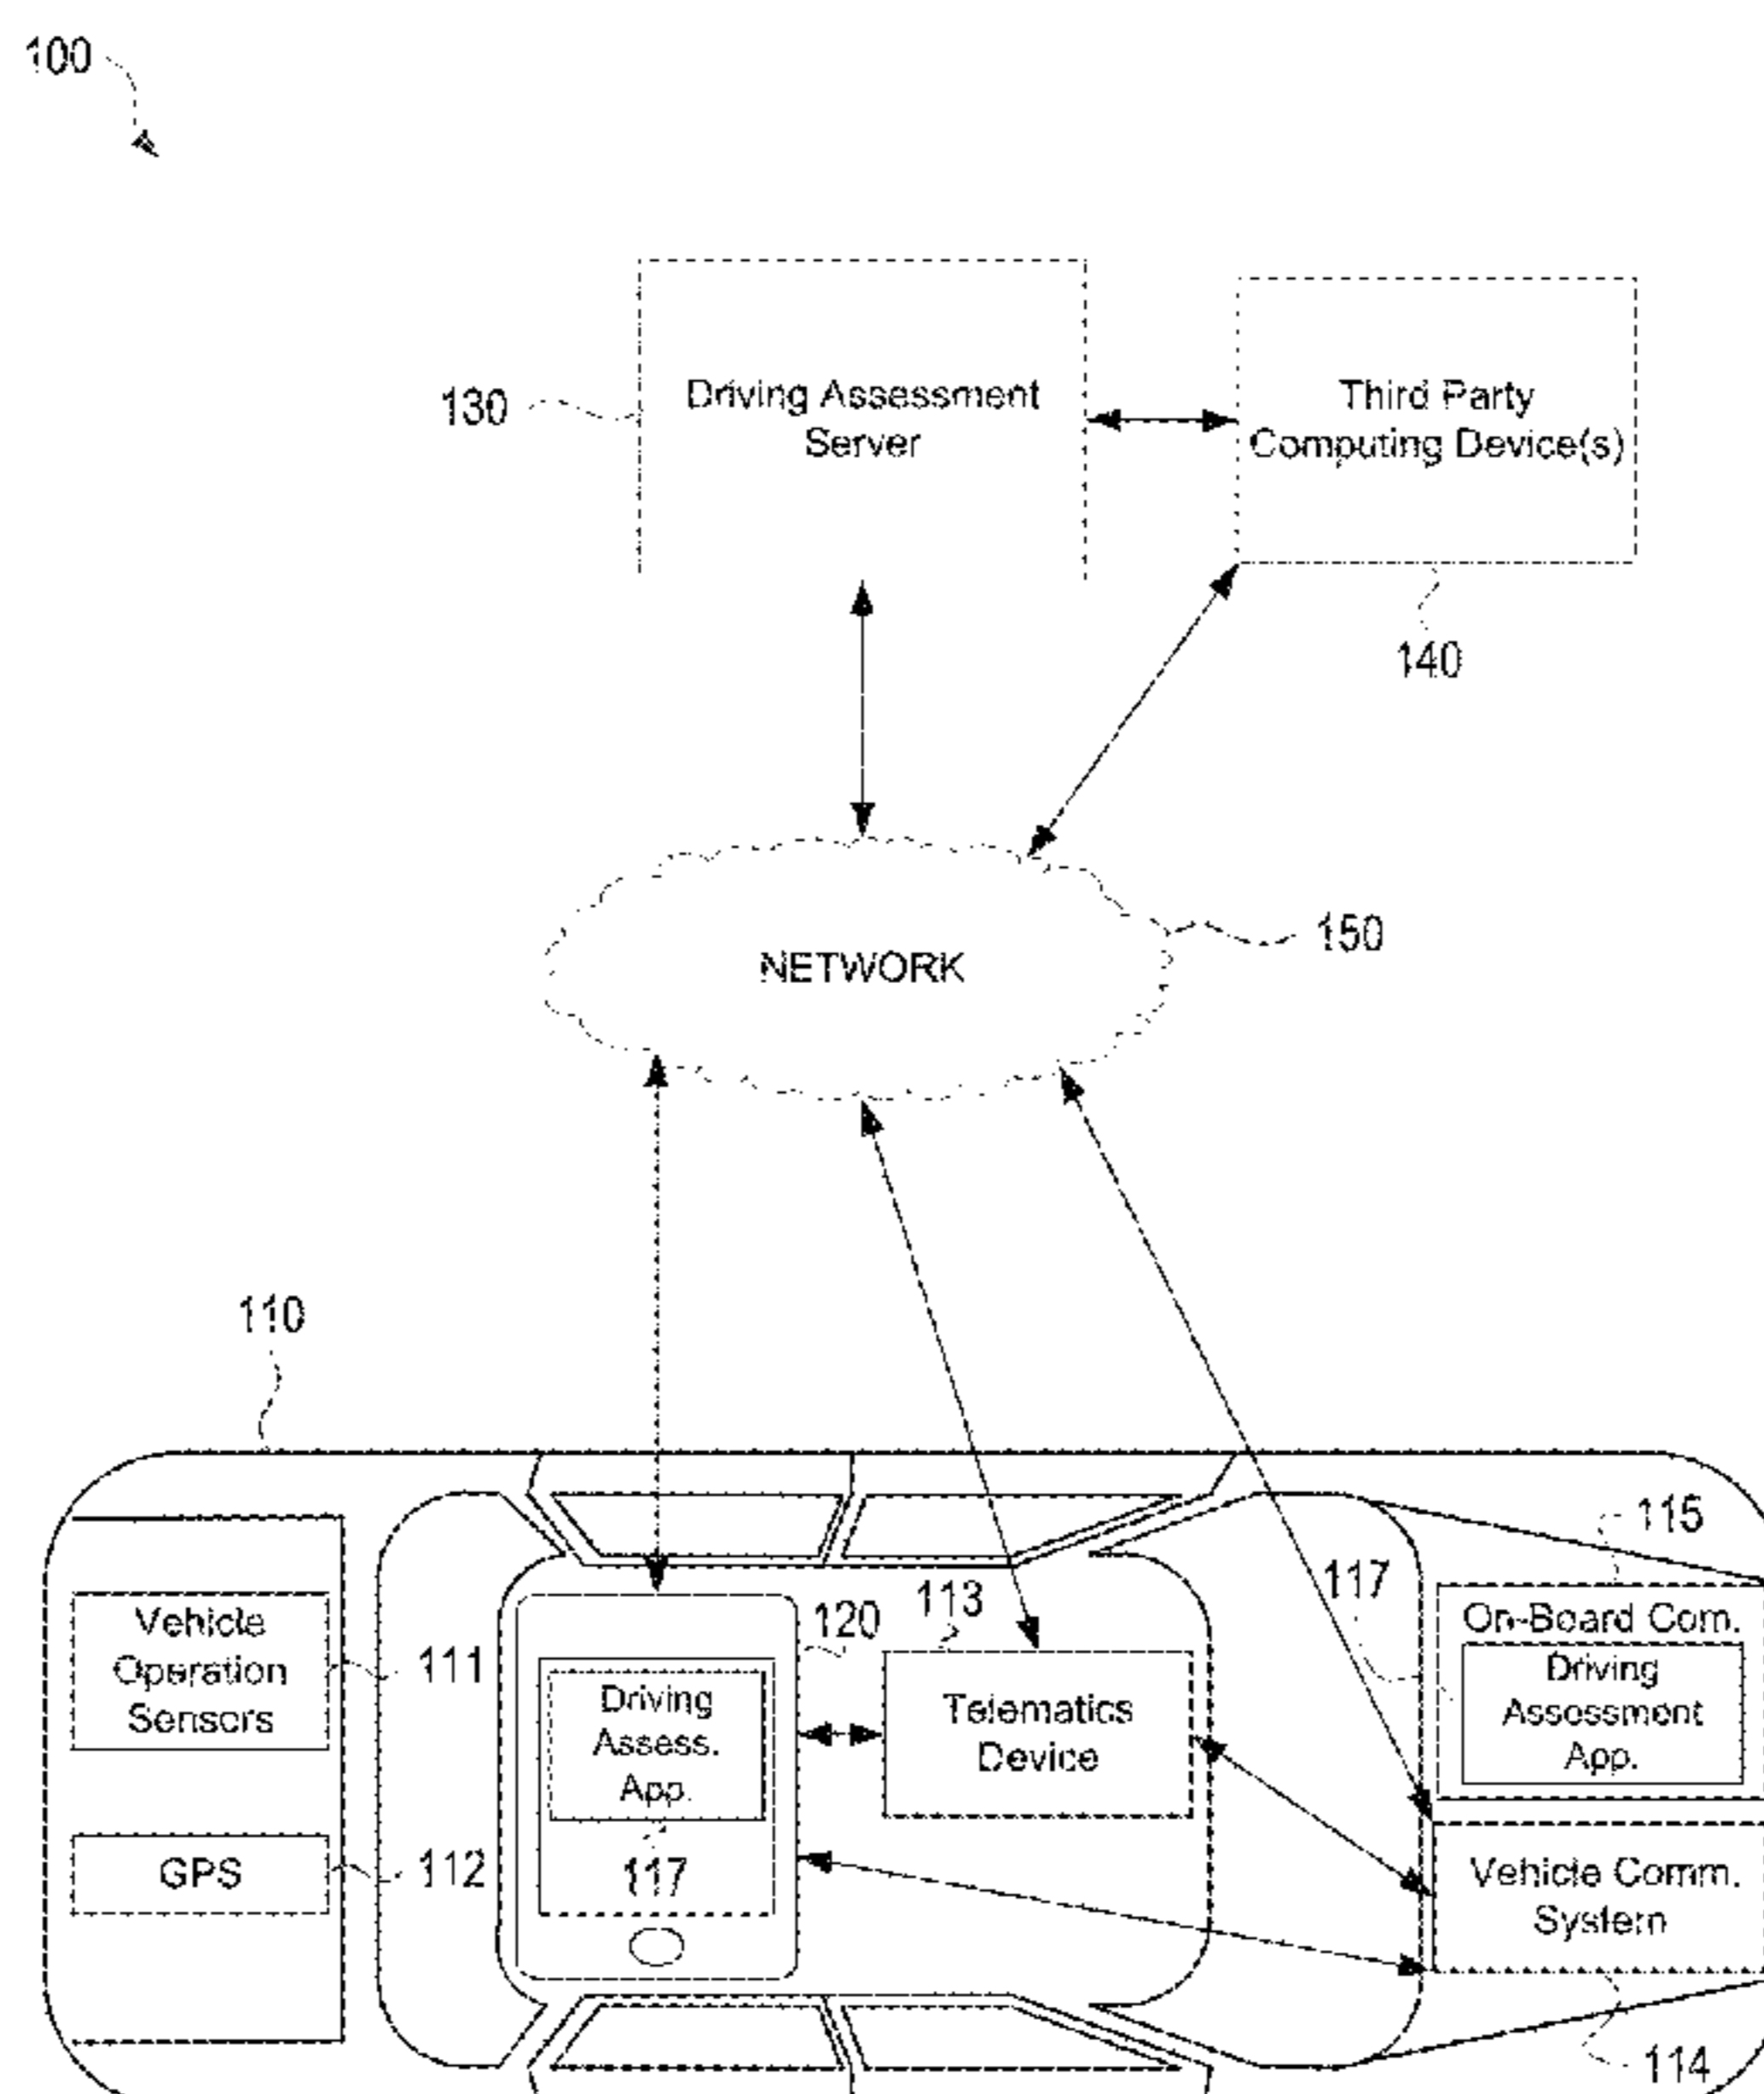 100
130
Driving Assessment
Server
Third Party
Computing Device(s)
140
NETWORK
150
110
115
117
120
113
Vehicle
Operation
Sensors
111
Driving
Assess.
App.
Telematics
Device
On-Board Com.
Driving
Assessment
App.
GPS
112
117
Vehicle Comm.
System
114